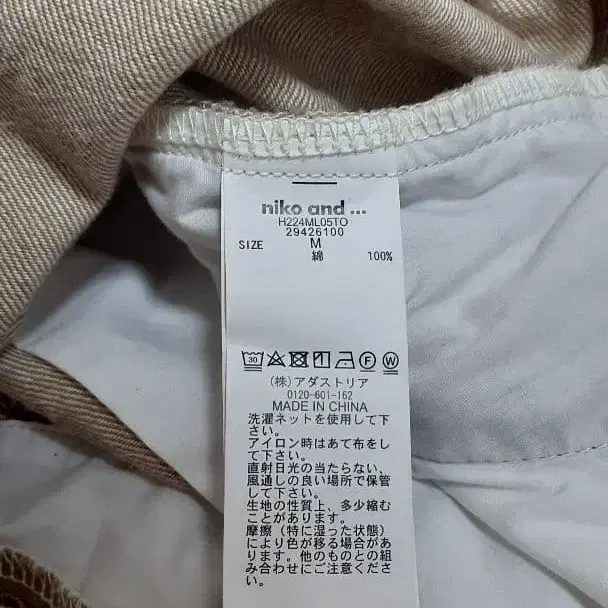 niko and ...
H224ML05TO
29426100
SIZE M
綿 100%
30 F W
(株)アダストリア
0120-601-162
MADE IN CHINA
洗濯ネットを使用して下
さい。
アイロン時はあて布をし
て下さい。
直射日光の当たらない、
風通しの良い場所で保管
して下さい。
生地の性質上、多少縮む
ことがあります。
摩擦(特に湿った状態)
により色が移る場合があ
ります。他のものとの組
み合わせにご注意くださ
い。